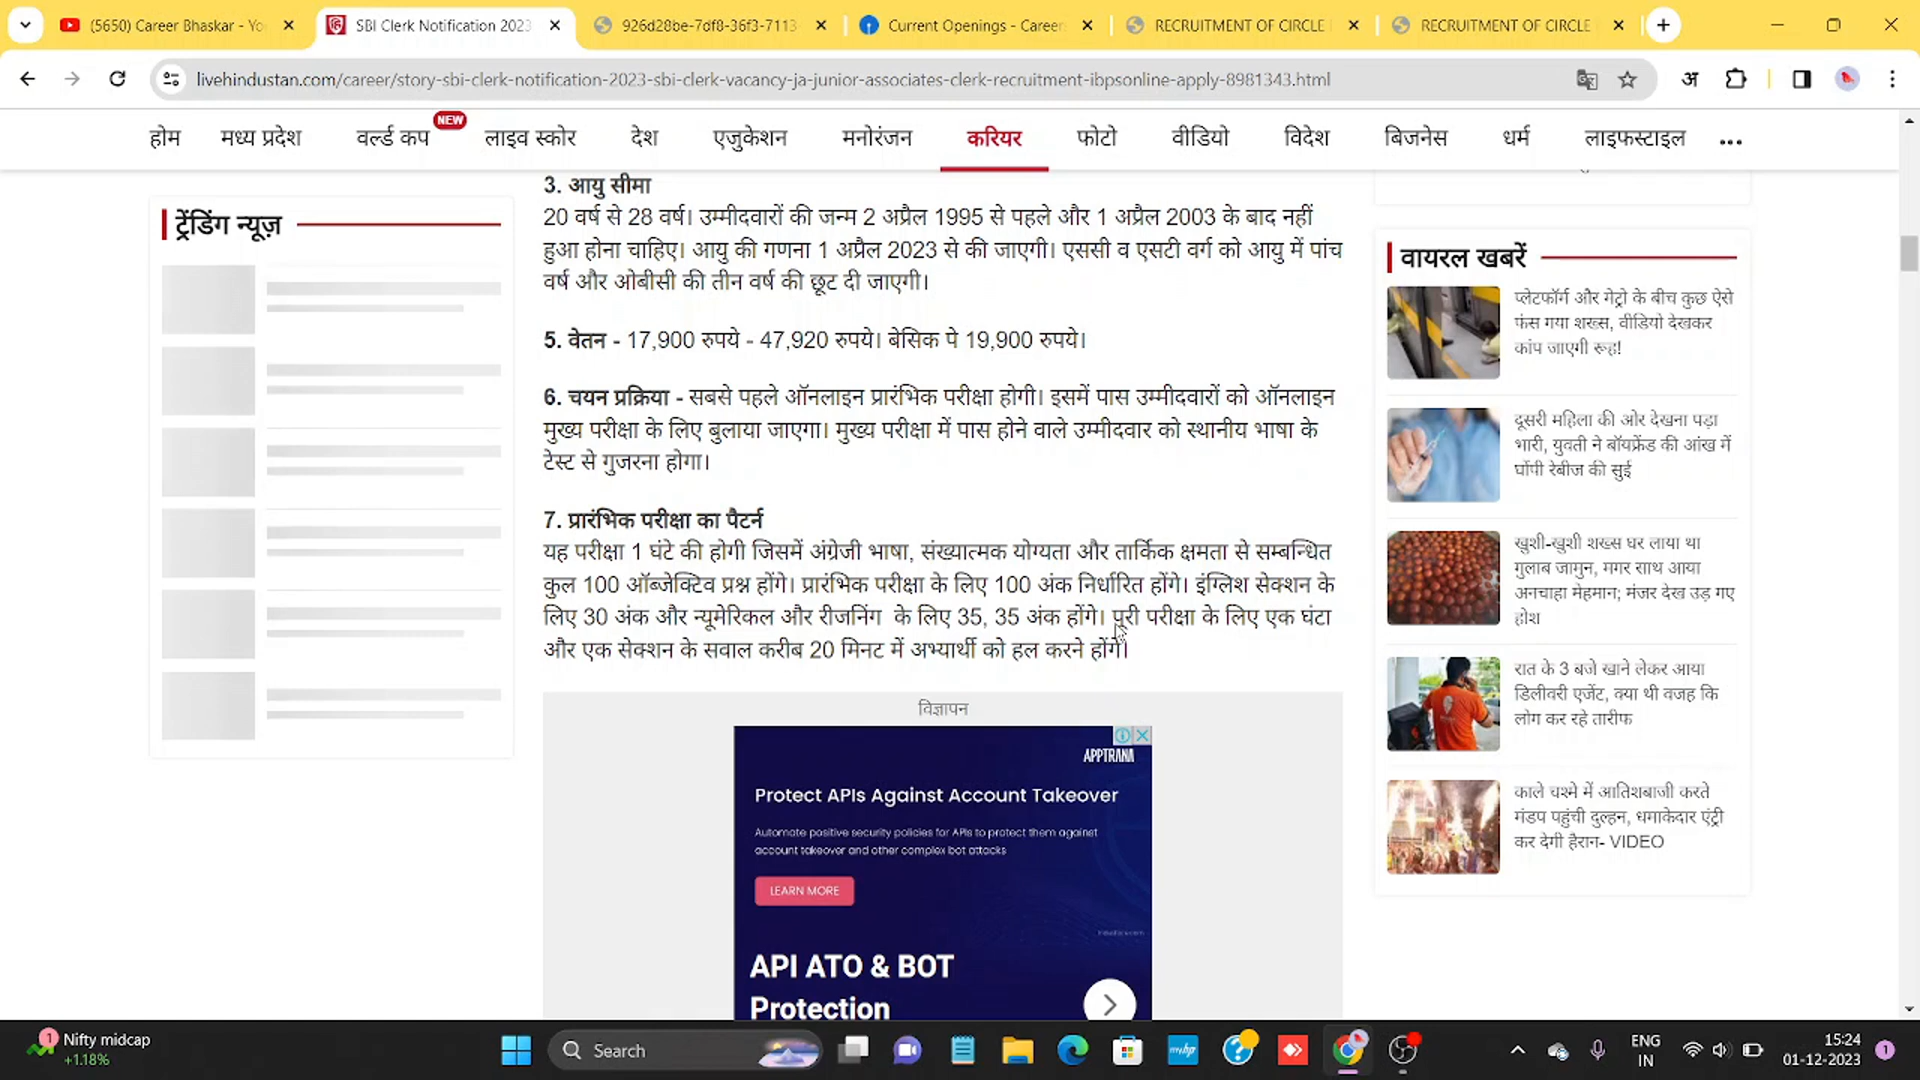 (5650) Career Bhaskar - Yo
SBI Clerk Notification 2023
926d28be-7df8-36f3-7113
Current Openings - Career
RECRUITMENT OF CIRCLE
RECRUITMENT OF CIRCLE
livehindustan.com/career/story-sbi-clerk-notification-2023-sbi-clerk-vacancy-ja-junior-associates-clerk-recruitment-ibpsonline-apply-8981343.html
अ
NEW
होम मध्य प्रदेश वर्ल्ड कप लाइव स्कोर देश एजुकेशन मनोरंजन करियर फोटो वीडियो विदेश बिजनेस धर्म लाइफस्टाइल ...
ट्रेंडिंग न्यूज़
3. आयु सीमा
20 वर्ष से 28 वर्ष। उम्मीदवारों की जन्म 2 अप्रैल 1995 से पहले और 1 अप्रैल 2003 के बाद नहीं
हुआ होना चाहिए। आयु की गणना 1 अप्रैल 2023 से की जाएगी। एससी व एसटी वर्ग को आयु में पांच
वर्ष और ओबीसी की तीन वर्ष की छूट दी जाएगी।
5. वेतन - 17,900 रुपये - 47,920 रुपये। बेसिक पे 19,900 रुपये।
6. चयन प्रक्रिया - सबसे पहले ऑनलाइन प्रारंभिक परीक्षा होगी। इसमें पास उम्मीदवारों को ऑनलाइन
मुख्य परीक्षा के लिए बुलाया जाएगा। मुख्य परीक्षा में पास होने वाले उम्मीदवार को स्थानीय भाषा के
टेस्ट से गुजरना होगा।
7. प्रारंभिक परीक्षा का पैटर्न
यह परीक्षा 1 घंटे की होगी जिसमें अंग्रेजी भाषा, संख्यात्मक योग्यता और तार्किक क्षमता से सम्बन्धित
कुल 100 ऑब्जेक्टिव प्रश्न होंगे। प्रारंभिक परीक्षा के लिए 100 अंक निर्धारित होंगे। इंग्लिश सेक्शन के
लिए 30 अंक और न्यूमेरिकल और रीजनिंग के लिए 35, 35 अंक होंगे। पूरी परीक्षा के लिए एक घंटा
और एक सेक्शन के सवाल करीब 20 मिनट में अभ्यार्थी को हल करने होंगे।
विज्ञापन
APPTRANA
Protect APIs Against Account Takeover
Automate positive security policies for APIs to protect them against
account takeover and other complex bot attacks
LEARN MORE
API ATO & BOT
Protection
वायरल खबरें
प्लेटफॉर्म और मेट्रो के बीच कुछ ऐसे
फंस गया शख्स, वीडियो देखकर
कांप जाएगी रूह!
दूसरी महिला की ओर देखना पड़ा
भारी, युवती ने बॉयफ्रेंड की आंख में
घोंपी रेबीज की सुई
खुशी-खुशी शख्स घर लाया था
गुलाब जामुन, मगर साथ आया
अनचाहा मेहमान; मंजर देख उड़ गए
होश
रात के 3 बजे खाने लेकर आया
डिलीवरी एजेंट, क्या थी वजह कि
लोग कर रहे तारीफ
काले चश्मे में आतिशबाजी करते
मंडप पहुंची दुल्हन, धमाकेदार एंट्री
कर देगी हैरान- VIDEO
1
Nifty midcap
+1.18%
Search
myhp
ENG
IN
15:24
01-12-2023
1